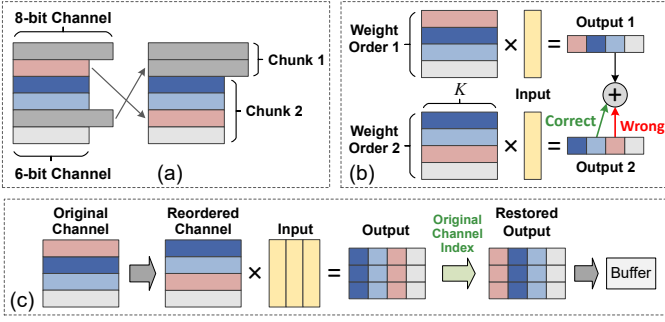 8-bit Channel
Chunk 1
Chunk 2
6-bit Channel
(a)
Weight
Order 1
×
=
Output 1
+
K
Input
Correct
Wrong
Weight
Order 2
×
=
Output 2
(b)
Original
Channel
Reordered
Channel
Input
Output
Original
Channel
Index
Restored
Output
×
=
Buffer
(c)